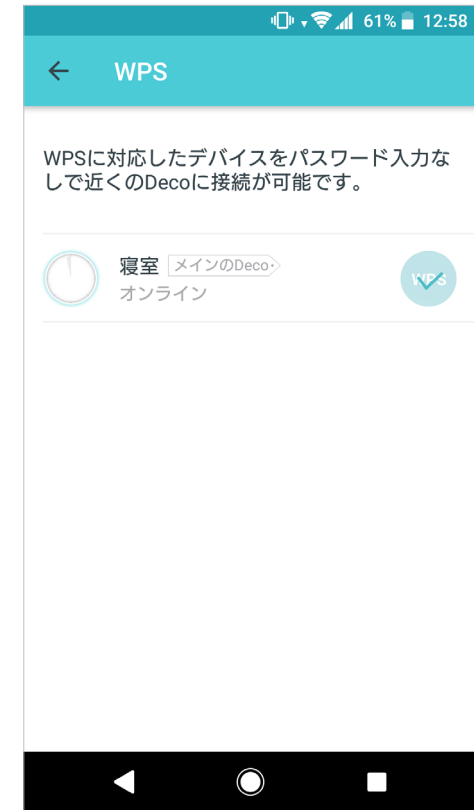 61% 12:58
WPS
WPSに対応したデバイスをパスワード入力な
しで近くのDecoに接続が可能です。
寝室 メインのDeco
オンライン
WPS